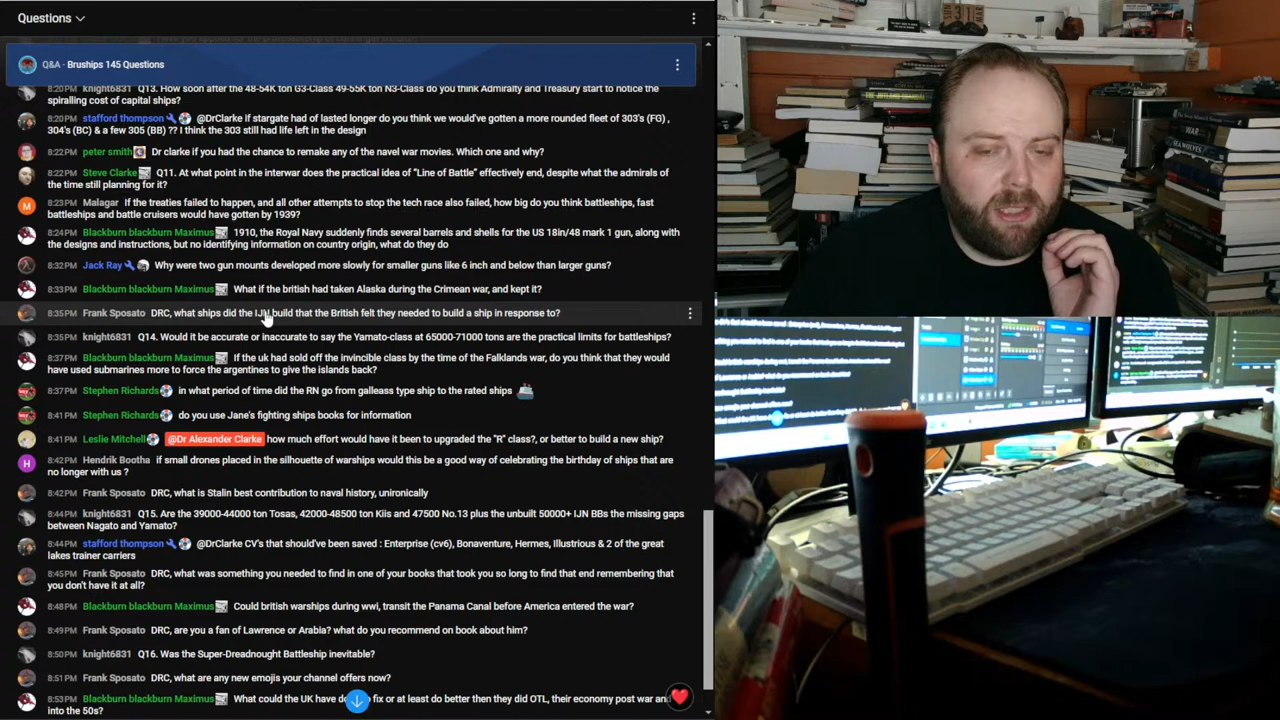 Questions
Q&A · Bruships 145 Questions
8:20PM knight6831 Q13. How soon after the 48-54K ton G3-Class 49-55K ton N3-Class do you think Admiralty and Treasury start to notice the
spiralling cost of capital ships?
8:20PM stafford thompson @DrClarke if stargate had of lasted longer do you think we would've gotten a more rounded fleet of 303's (FG) ,
304's (BC) & a few 305 (BB) ?? I think the 303 still had life left in the design
8:22PM peter smith Dr clarke if you had the chance to remake any of the navel war movies. Which one and why?
8:22PM Steve Clarke Q11. At what point in the interwar does the practical idea of "Line of Battle" effectively end, despite what the admirals of
the time still planning for it?
M 8:23PM Malagar If the treaties failed to happen, and all other attempts to stop the tech race also failed, how big do you think battleships, fast
battleships and battle cruisers would have gotten by 1939?
8:24PM Blackburn blackburn Maximus 1910, the Royal Navy suddenly finds several barrels and shells for the US 18in/48 mark 1 gun, along with
the designs and instructions, but no identifying information on country origin, what do they do
8:32PM Jack Ray Why were two gun mounts developed more slowly for smaller guns like 6 inch and below than larger guns?
8:33PM Blackburn blackburn Maximus What if the british had taken Alaska during the Crimean war, and kept it?
8:35PM Frank Sposato DRC, what ships did the IJN build that the British felt they needed to build a ship in response to?
8:35PM knight6831 Q14. Would it be accurate or inaccurate to say the Yamato-class at tons are the practical limits for battleships?
8:37PM Blackburn blackburn Maximus If the uk had sold off the invincible class by the time of the Falklands war, do you think that they would
have used submarines more to force the argentines to give the islands back?
8:37PM Stephen Richards in what period of time did the RN go from galleass type ship to the rated ships
8:41PM Stephen Richards do you use Jane's fighting ships books for information
8:41PM Leslie Mitchell @Dr Alexander Clarke how much effort would have it been to upgraded the "R" class?, or better to build a new ship?
H 8:42PM Hendrik Bootha if small drones placed in the silhouette of old ships would this be a good way of celebrating the birthday of ships that are
no longer with us ?
8:42PM Frank Sposato DRC, what is Stalin best contribution to naval history, unironically
8:44PM knight6831 Q15. Are the 39000-44000 ton Tosas, 42000-48500 ton Kiis and 47500 No.13 plus the unbuilt 50000+ IJN BBs the missing gaps
between Nagato and Yamato?
8:44PM stafford thompson @DrClarke CV's that should've been saved : Enterprise (cv6), Bonaventure, Hermes, Illustrious & 2 of the great
lakes trainer carriers
8:45PM Frank Sposato DRC, what was something you needed to find in one of your books that took you so long to find that end remembering that
you don't have it at all?
8:48PM Blackburn blackburn Maximus Could british warships during wwi, transit the Panama Canal before America entered the war?
8:49PM Frank Sposato DRC, are you a fan of Lawrence or Arabia? what do you recommend on book about him?
8:50PM knight6831 Q16. Was the Super-Dreadnought Battleship inevitable?
8:51PM Frank Sposato DRC, what are any new emojis your channel offers now?
8:53PM Blackburn blackburn Maximus What could the UK have fix or at least do better then they did OTL, their economy post war and
into the 50s?